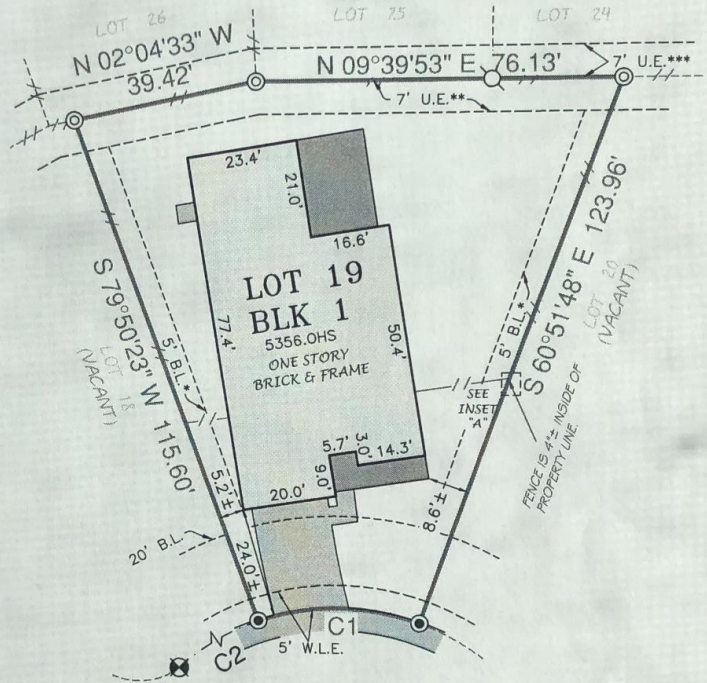 LOT 26
LOT 25
LOT 24
N 02°04'33" W
39.42'
N 09°39'53" E 76.13'
7' U.E.***
7' U.E.**
23.4'
21.0'
16.6'
LOT 19
BLK 1
5356.0HS
ONE STORY
BRICK & FRAME
77.4'
50.4'
S 79°50'23" W 115.60'
LOT 18
(VACANT)
5' B.L.*
S 60°51'48" E 123.96'
LOT 20
(VACANT)
5' B.L.*
SEE
INSET
"A"
FENCE IS 4"± INSIDE OF
PROPERTY LINE.
5.7'
3.0'
14.3'
9.0'
20.0'
5.2'±
8.6'±
20' B.L.
24.0'±
C1
C2
5' W.L.E.